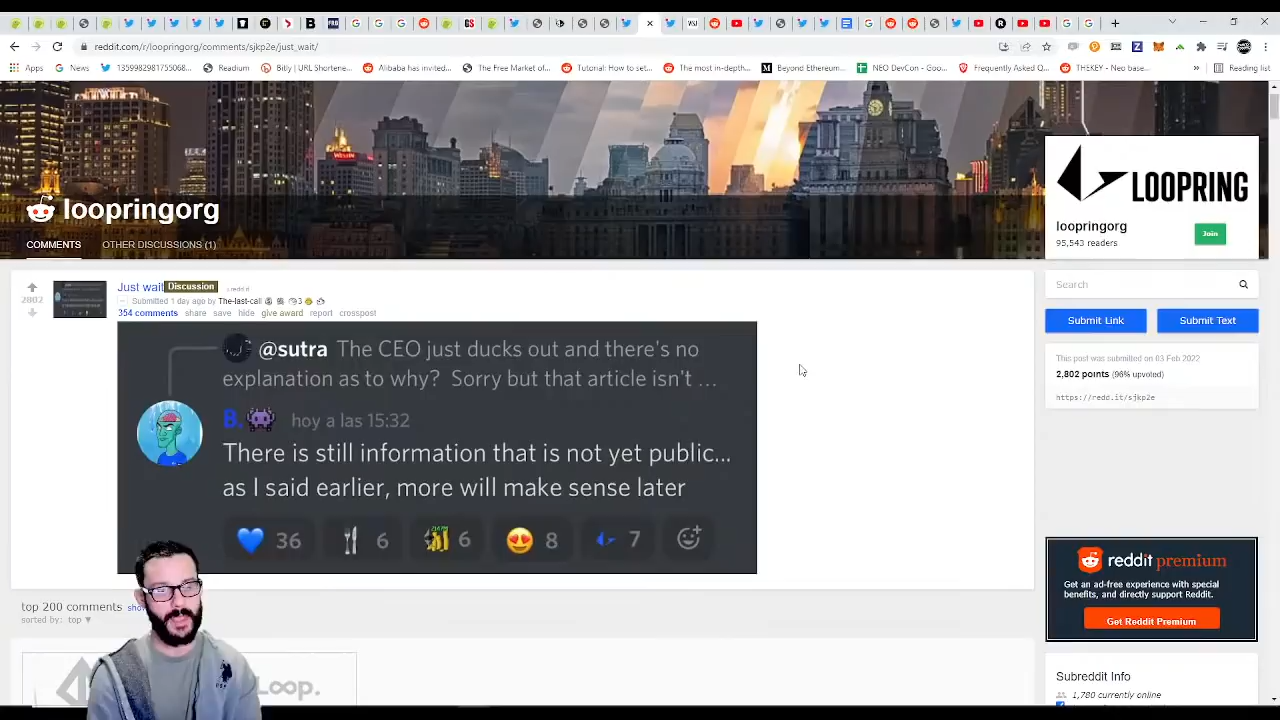 reddit.com/r/loopringorg/comments/sjkp2e/just_wait/
Apps
News
1359982981755068...
Readium
Bitly | URL Shortene...
Alibaba has invited...
The Free Market of...
Tutorial: How to set...
The most in-depth...
Beyond Ethereum...
NEO DevCon - Goo...
Frequently Asked Q...
THEKEY - Neo base...
Reading list
WESTIN
loopringorg
COMMENTS
OTHER DISCUSSIONS (1)
LOOPRING
loopringorg
95,543 readers
Join
Search
Submit Link
Submit Text
This post was submitted on 03 Feb 2022
2,802 points (96% upvoted)
https://redd.it/sjkp2e
2802
Just wait Discussion
Submitted 1 day ago by The-last-call
3
354 comments share save hide give award report crosspost
@sutra The CEO just ducks out and there's no
explanation as to why? Sorry but that article isn't ...
B. hoy a las 15:32
There is still information that is not yet public...
as I said earlier, more will make sense later
36 6 6 8 7
top 200 comments
sorted by: top
Loop.
reddit premium
Get an ad-free experience with special
benefits, and directly support Reddit.
Get Reddit Premium
Subreddit Info
1,780 currently online